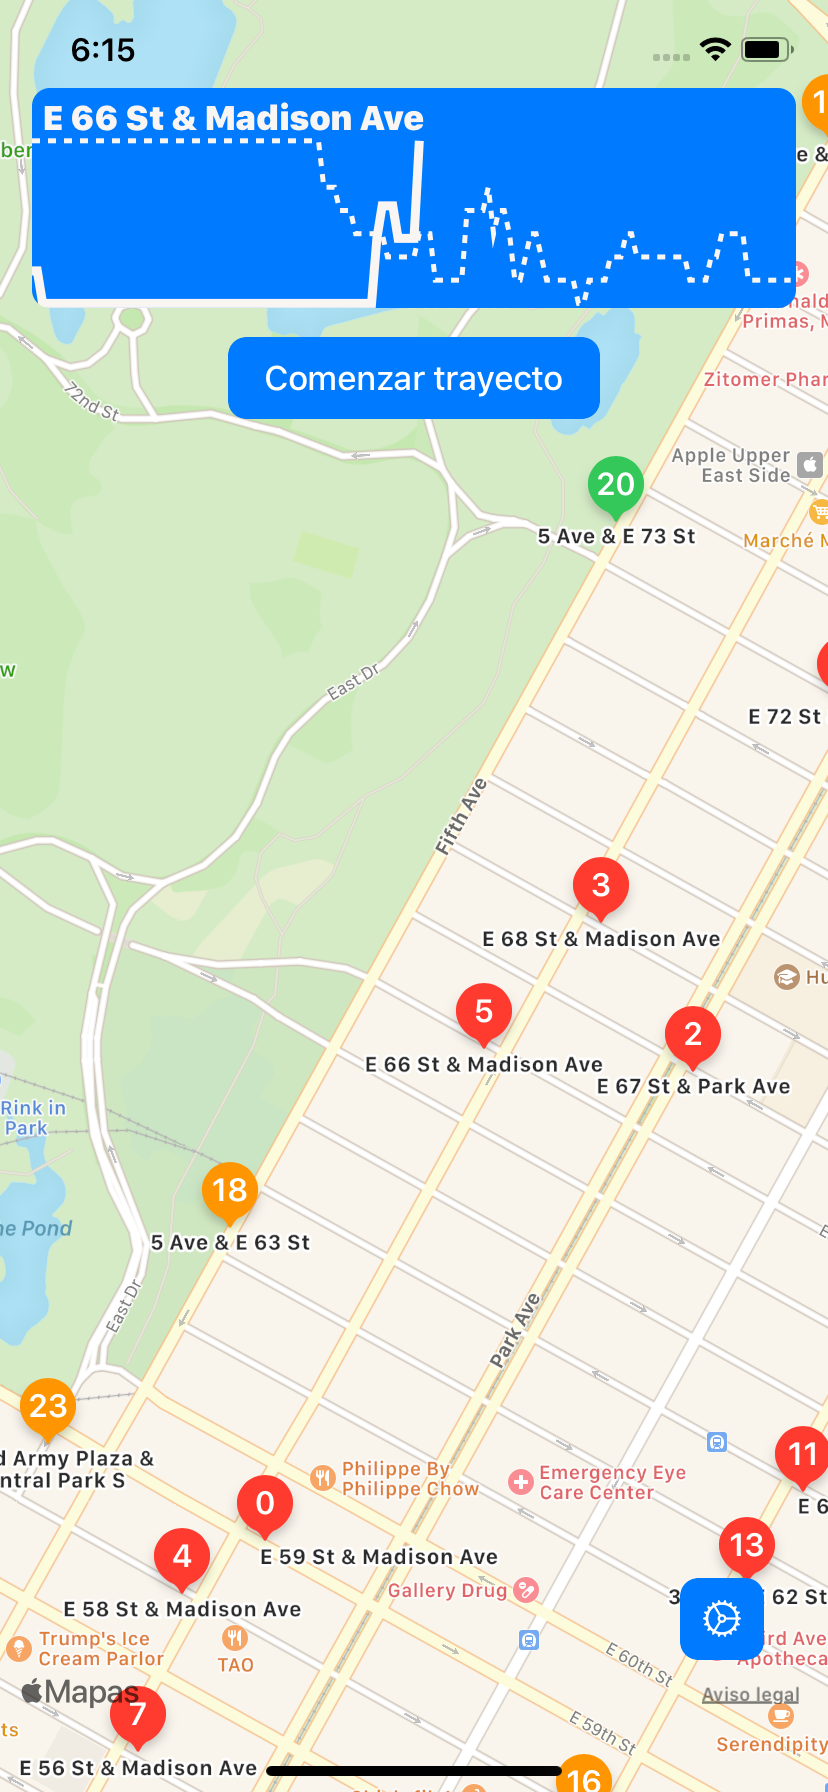 6:15
E 66 St & Madison Ave
Comenzar trayecto
72nd St
Primas,
Zitomer Phar
Apple Upper
East Side
20
5 Ave & E 73 St
Marché
East Dr
E 72 St
Fifth Ave
3
E 68 St & Madison Ave
5
E 66 St & Madison Ave
2
E 67 St & Park Ave
Rink in
Park
18
5 Ave & E 63 St
Pond
East Dr
Park Ave
23
d Army Plaza &
ntral Park S
Philippe By
Philippe Chow
Emergency Eye
Care Center
11
E 6
0
E 59 St & Madison Ave
13
62 St
4
E 58 St & Madison Ave
Gallery Drug
Trump's Ice
Cream Parlor
TAO
E 60th St
Mapas
Aviso legal
7
E 59th St
Serendipity
E 56 St & Madison Ave
16